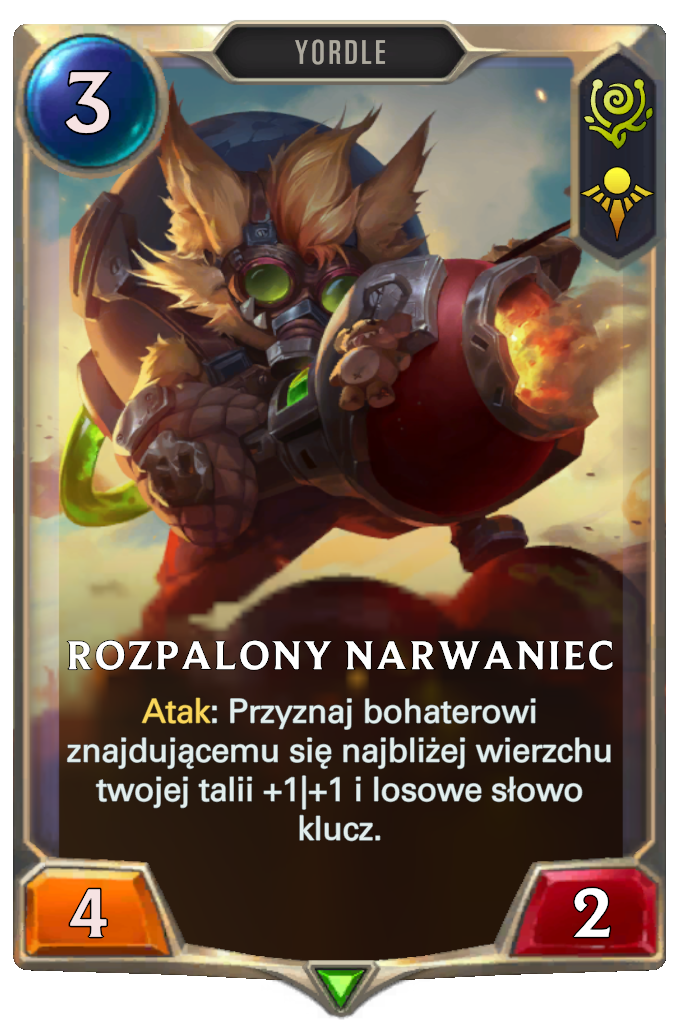 YORDLE
3
ROZPALONY NARWANIEC
Atak: Przyznaj bohaterowi
znajdującemu się najbliżej wierzchu
twojej talii +1|+1 i losowe słowo
klucz.
4
2